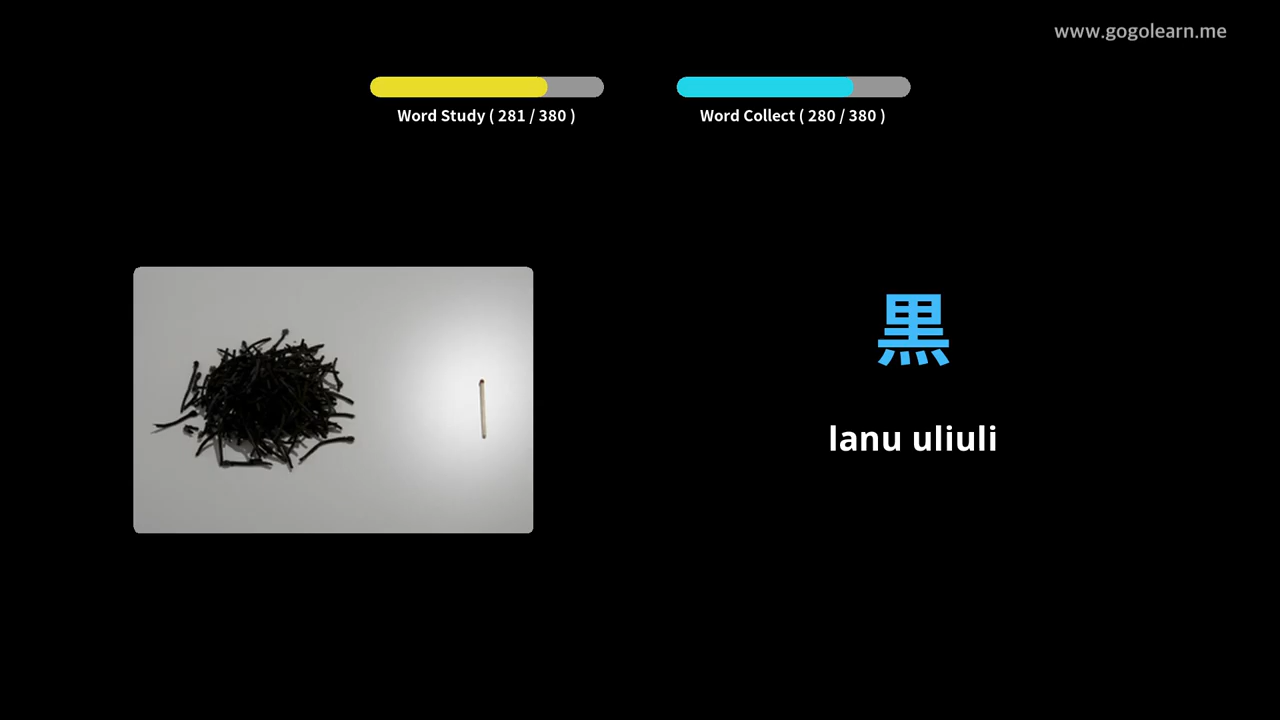 www.gogolearn.me
Word Study ( 281 / 380 )
Word Collect ( 280 / 380 )
黒
lanu uliuli